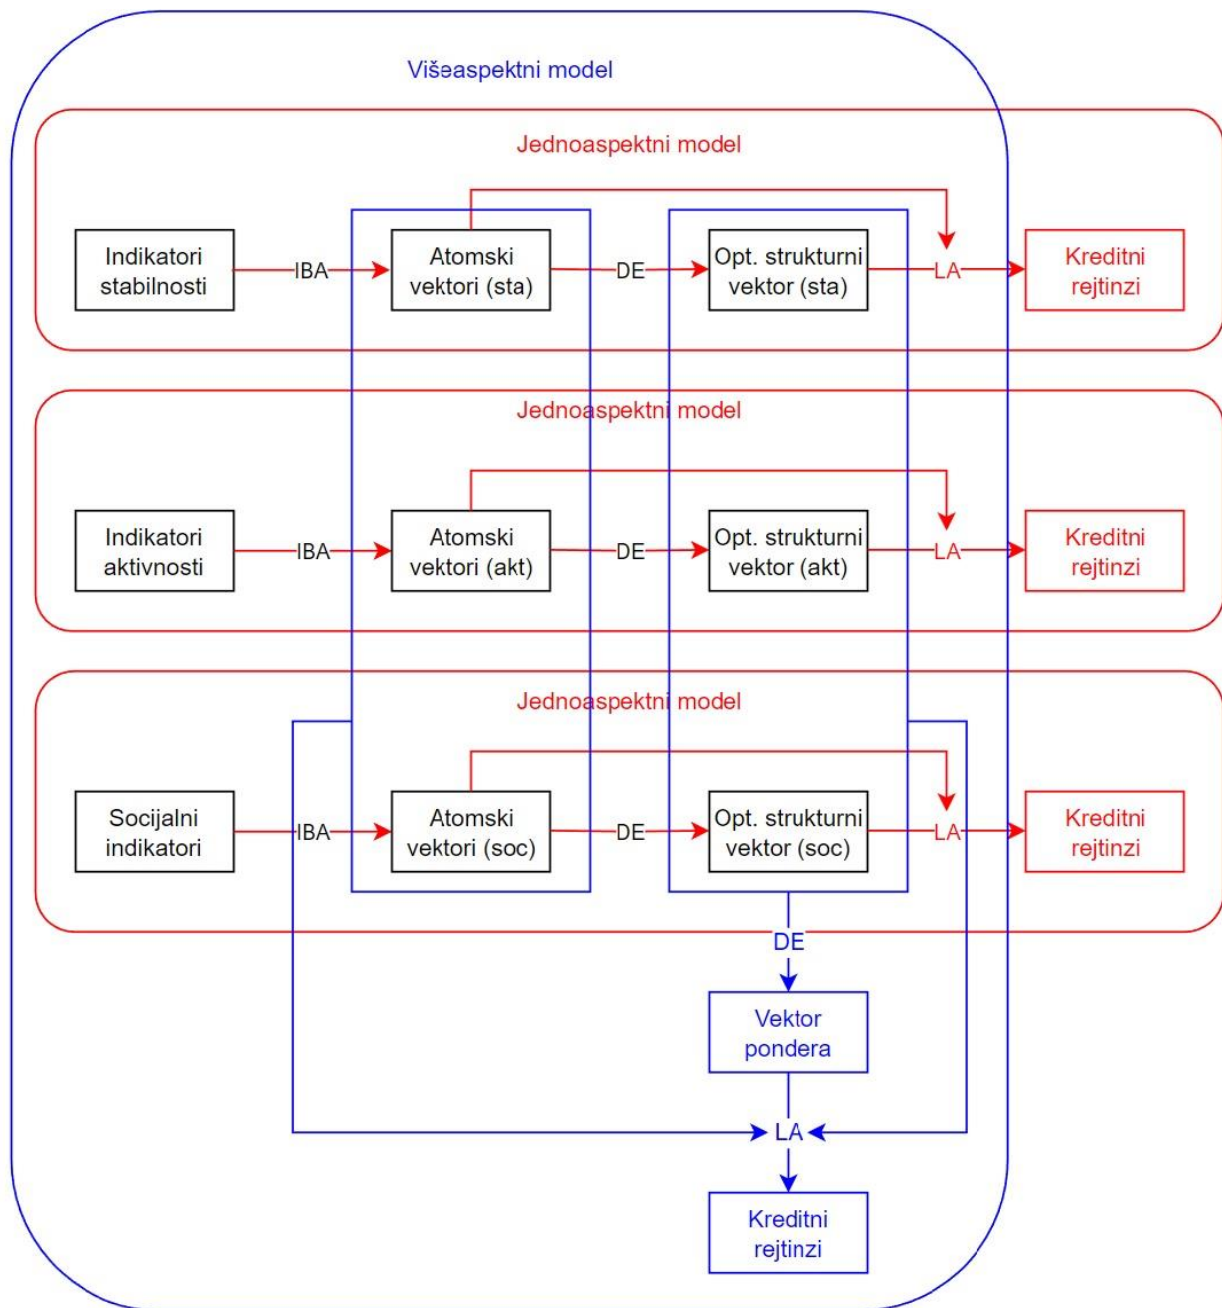 Višeaspektni model
Jednoaspektni model
Indikatori
stabilnosti
IBA
Atomski
vektori (sta)
DE
Opt. strukturni
vektor (sta)
LA
Kreditni
rejtinzi
Jednoaspektni model
Indikatori
aktivnosti
IBA
Atomski
vektori (akt)
DE
Opt. strukturni
vektor (akt)
LA
Kreditni
rejtinzi
Jednoaspektni model
Socijalni
indikatori
IBA
Atomski
vektori (soc)
DE
Opt. strukturni
vektor (soc)
LA
Kreditni
rejtinzi
DE
Vektor
pondera
LA
Kreditni
rejtinzi